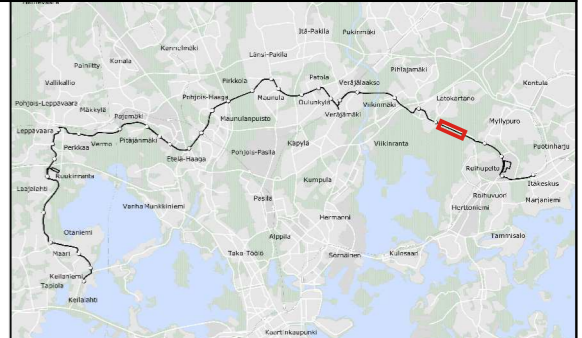 Itä-Pakila
Pukinmäki
Kannelmäki
Länsi-Pakila
Konala
Painiitty
Pirkkola
Patola
Veräjälaakso
Pihlajamäki
Vallikallio
Latokartano
Kontula
Pohjois-Haaga
Maunula
Oulunkylä
Viikinmäki
Pohjois-Leppävaara
Mäkkylä
Pajamäki
Maunulanpuisto
Veräjämäki
Myllypuro
Leppävaara
Perkkaa
Vermo
Pitäjänmäki
Etelä-Haaga
Pohjois-Pasila
Käpylä
Viikinranta
Puotinharju
Laajalahti
Ruukinranta
Kumpula
Roihupelto
Itäkeskus
Vanha Munkkiniemi
Pasila
Hermanni
Roihuvuori
Herttoniemi
Marjaniemi
Otaniemi
Alppila
Tammisalo
Maari
Taka-Töölö
Sörnäinen
Kulosaari
Keilaniemi
Tapiola
Keilalahti
Kaartinkaupunki